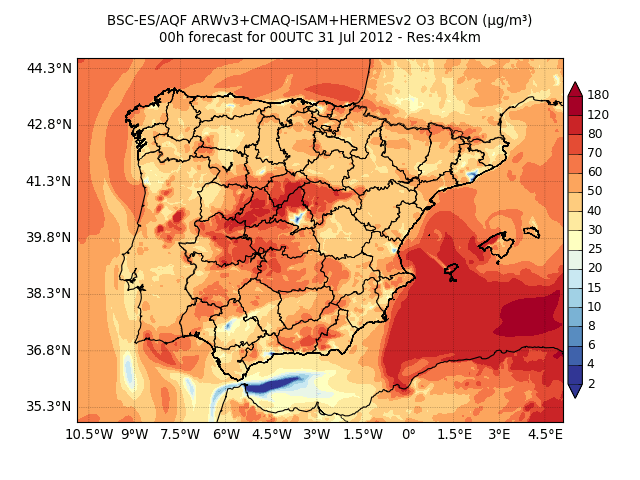 BSC-ES/AQF ARWv3+CMAQ-ISAM+HERMESv2 O3 BCON (μg/m³)
00h forecast for 00UTC 31 Jul 2012 - Res:4x4km
44.3°N
42.8°N
41.3°N
39.8°N
38.3°N
36.8°N
35.3°N
10.5°W 9°W 7.5°W 6°W 4.5°W 3°W 1.5°W 0° 1.5°E 3°E 4.5°E
180
120
80
70
60
50
40
30
25
20
15
10
8
6
4
2